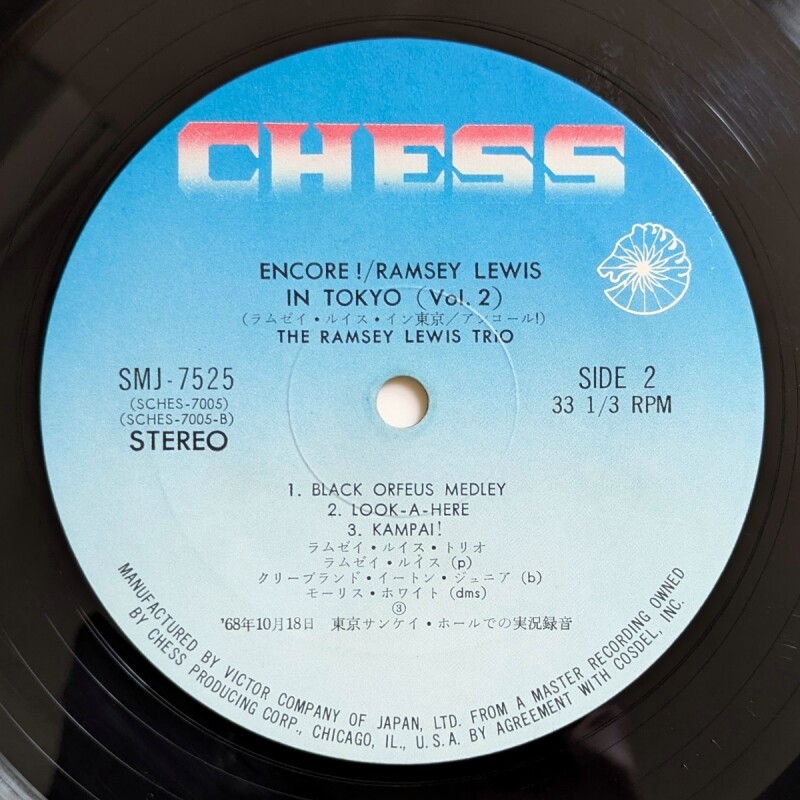 CHESS
ENCORE!/RAMSEY LEWIS
IN TOKYO (Vol. 2)
(ラムゼイ・ルイス・イン東京/アンコール!)
THE RAMSEY LEWIS TRIO
SMJ-7525
(SCHES-7005)
(SCHES-7005-B)
STEREO
SIDE 2
33 1/3 RPM
1. BLACK ORFEUS MEDLEY
2. LOOK-A-HERE
3. KAMPAI!
ラムゼイ・ルイス・トリオ
ラムゼイ・ルイス (p)
クリーブランド・イートン・ジュニア (b)
モーリス・ホワイト (dms)
③
'68年10月18日 東京サンケイ・ホールでの実況録音
MANUFACTURED BY VICTOR COMPANY OF JAPAN, LTD. FROM A MASTER RECORDING OWNED
BY CHESS PRODUCING CORP., CHICAGO, IL., U.S.A. BY AGREEMENT WITH COSDEL, INC.